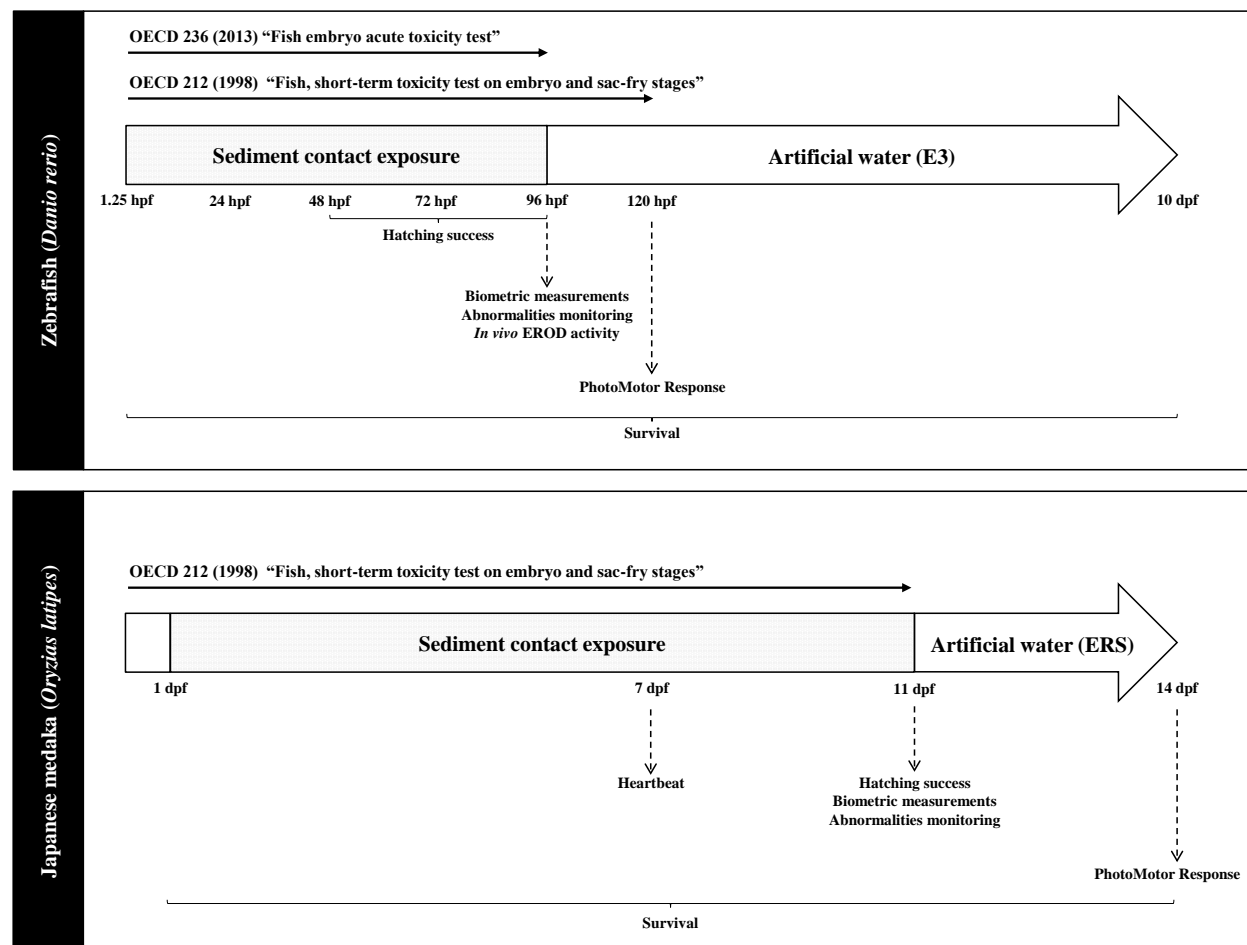 Zebrafish (Danio rerio)
OECD 236 (2013) “Fish embryo acute toxicity test”
OECD 212 (1998) “Fish, short-term toxicity test on embryo and sac-fry stages”
Sediment contact exposure
Artificial water (E3)
1.25 hpf
24 hpf
48 hpf
72 hpf
96 hpf
120 hpf
10 dpf
Hatching success
Biometric measurements
Abnormalities monitoring
In vivo EROD activity
PhotoMotor Response
Survival
Japanese medaka (Oryzias latipes)
OECD 212 (1998) “Fish, short-term toxicity test on embryo and sac-fry stages”
Sediment contact exposure
Artificial water (ERS)
1 dpf
7 dpf
11 dpf
14 dpf
Heartbeat
Hatching success
Biometric measurements
Abnormalities monitoring
PhotoMotor Response
Survival